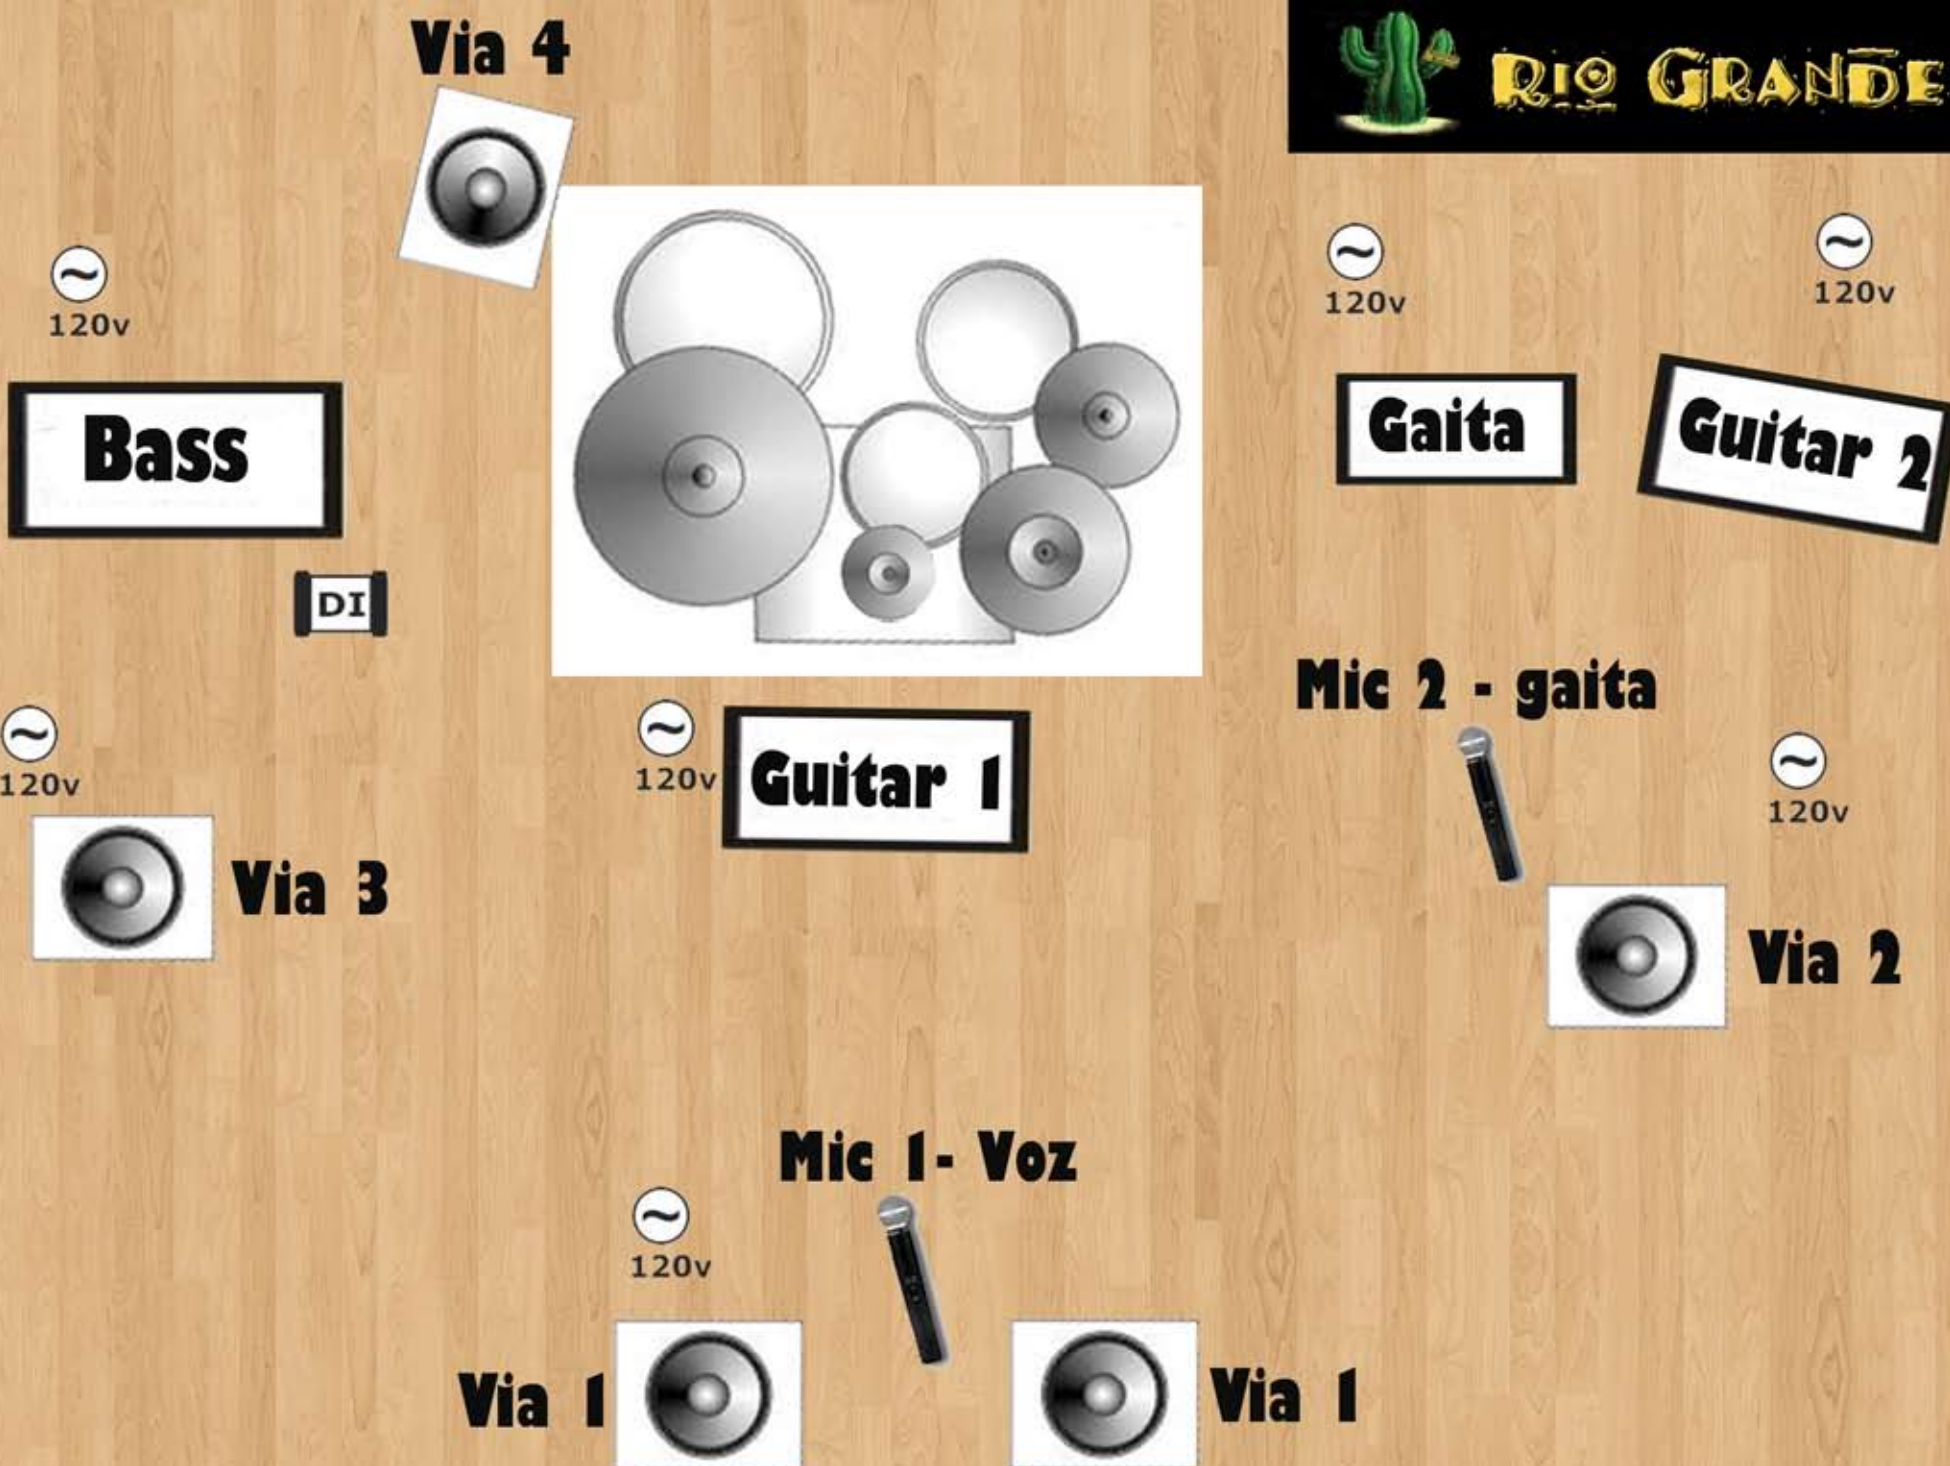 Via 4
RIO GRANDE
120v
120v
120v
Bass
Gaita
Guitar 2
DI
Mic 2 - gaita
120v
120v
Guitar 1
120v
Via 3
Via 2
Mic 1- Voz
120v
Via 1
Via 1